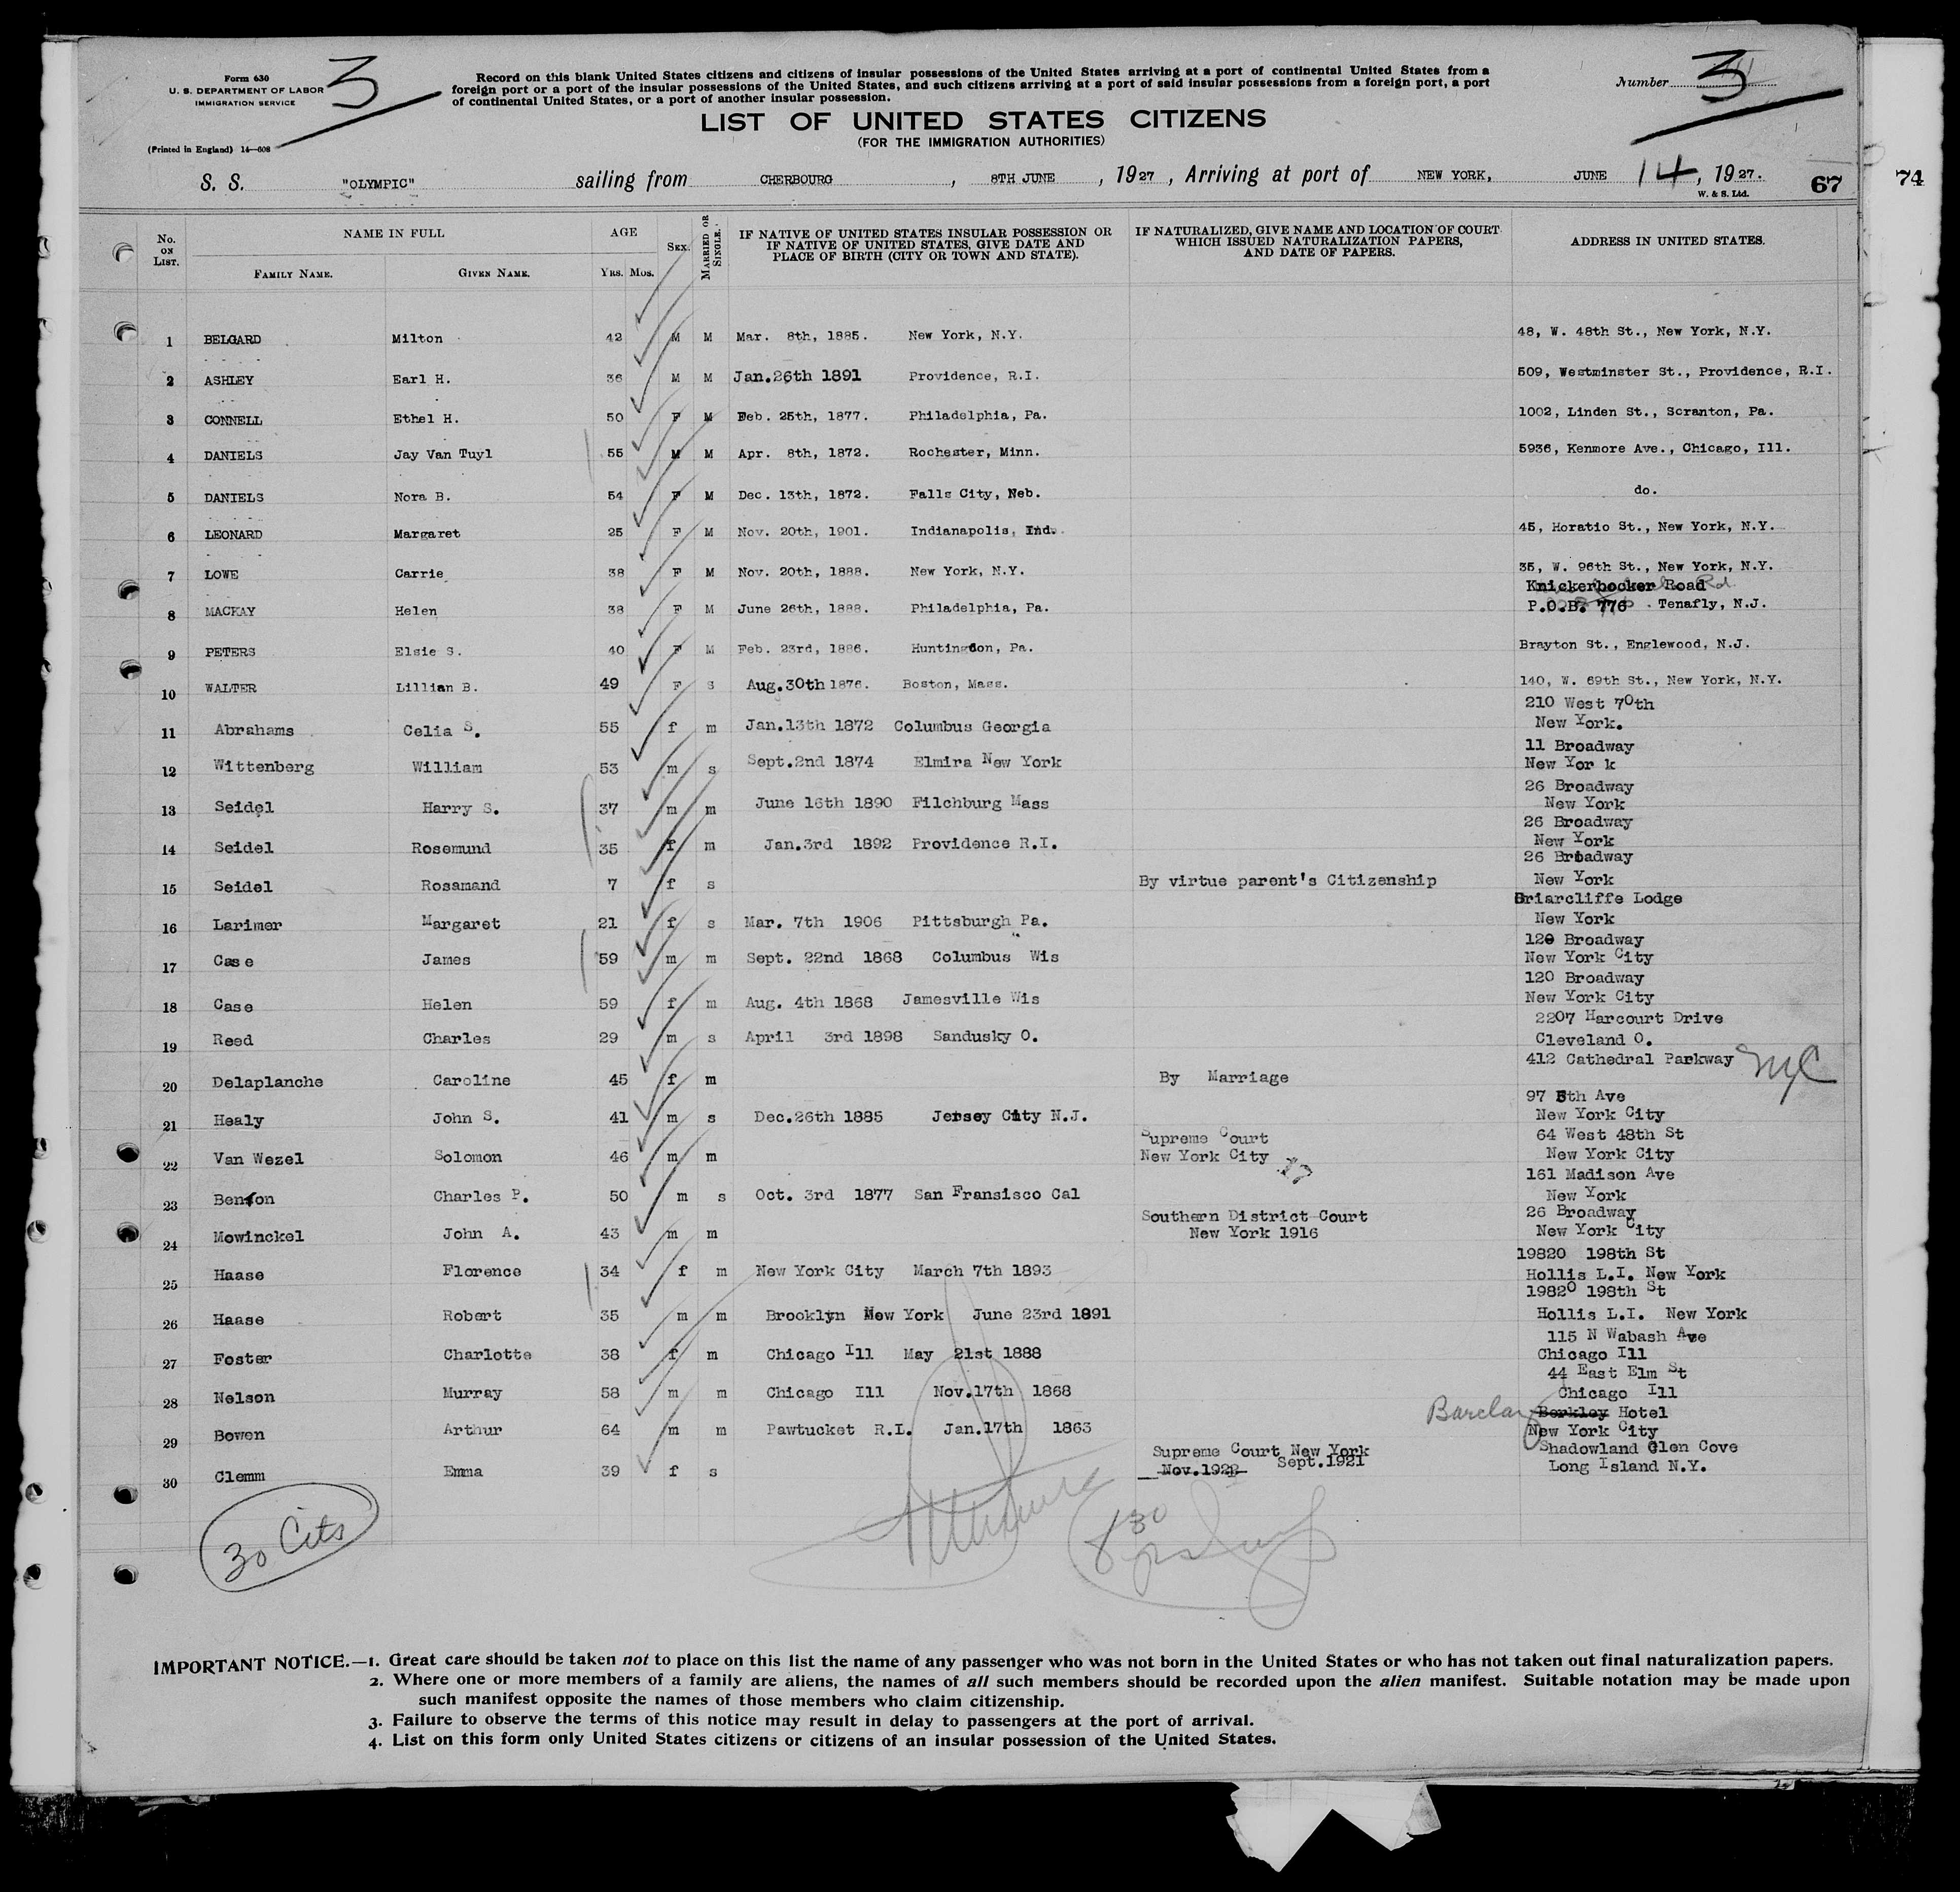 Form 630
U. S. DEPARTMENT OF LABOR
IMMIGRATION SERVICE
(Printed in England) 14—608
3
Record on this blank United States citizens and citizens of insular possessions of the United States arriving at a port of continental United States from a
foreign port or a port of the insular possessions of the United States, and such citizens arriving at a port of said insular possessions from a foreign port, a port
of continental United States, or a port of another insular possession.
Number 3
LIST OF UNITED STATES CITIZENS
(FOR THE IMMIGRATION AUTHORITIES)
S. S. "OLYMPIC" sailing from CHERBOURG, 8TH JUNE, 1927, Arriving at port of NEW YORK, JUNE 14, 1927.
W. & S. Ltd.
67
74
No. ON LIST.
NAME IN FULL
FAMILY NAME. GIVEN NAME.
AGE
YRS. MOS.
SEX.
MARRIED OR SINGLE.
IF NATIVE OF UNITED STATES INSULAR POSSESSION OR
IF NATIVE OF UNITED STATES, GIVE DATE AND
PLACE OF BIRTH (CITY OR TOWN AND STATE).
IF NATURALIZED, GIVE NAME AND LOCATION OF COURT
WHICH ISSUED NATURALIZATION PAPERS,
AND DATE OF PAPERS.
ADDRESS IN UNITED STATES.
1 BELGARD Milton 42 M M Mar. 8th, 1885. New York, N.Y. 48, W. 48th St., New York, N.Y.
2 ASHLEY Earl H. 36 M M Jan.26th 1891 Providence, R.I. 509, Westminster St., Providence, R.I.
3 CONNELL Ethel H. 50 F M Feb. 25th, 1877. Philadelphia, Pa. 1002, Linden St., Scranton, Pa.
4 DANIELS Jay Van Tuyl 55 M M Apr. 8th, 1872. Rochester, Minn. 5936, Kenmore Ave., Chicago, Ill.
5 DANIELS Nora B. 54 F M Dec. 13th, 1872. Falls City, Neb. do.
6 LEONARD Margaret 25 F M Nov. 20th, 1901. Indianapolis, Ind. 45, Horatio St., New York, N.Y.
7 LOWE Carrie 38 F M Nov. 20th, 1888. New York, N.Y. 35, W. 96th St., New York, N.Y.
Knickerbocker Road
8 MACKAY Helen 38 F M June 26th, 1888. Philadelphia, Pa. P.O.B. 776 Tenafly, N.J.
9 PETERS Elsie S. 40 F M Feb. 23rd, 1886. Huntingdon, Pa. Brayton St., Englewood, N.J.
10 WALTER Lillian B. 49 F S Aug.30th 1876. Boston, Mass. 140, W. 69th St., New York, N.Y.
210 West 70th
11 Abrahams Celia S. 55 f m Jan.13th 1872 Columbus Georgia New York.
11 Broadway
12 Wittenberg William 53 m s Sept.2nd 1874 Elmira New York New Yor k
26 Broadway
13 Seidel Harry S. 37 m m June 16th 1890 Filchburg Mass New York
26 Broadway
14 Seidel Rosemund 35 f m Jan.3rd 1892 Providence R.I. New York
26 Broadway
15 Seidel Rosamand 7 f s By virtue parent's Citizenship New York
Briarcliffe Lodge
16 Larimer Margaret 21 f s Mar. 7th 1906 Pittsburgh Pa. New York
120 Broadway
17 Case James 59 m m Sept. 22nd 1868 Columbus Wis New York City
120 Broadway
18 Case Helen 59 f m Aug. 4th 1868 Jamesville Wis New York City
2207 Harcourt Drive
19 Reed Charles 29 m s April 3rd 1898 Sandusky O. Cleveland O.
412 Cathedral Parkway NYC
20 Delaplanche Caroline 45 f m By Marriage
97 5th Ave
21 Healy John S. 41 m s Dec.26th 1885 Jersey City N.J. New York City
Supreme Court 64 West 48th St
22 Van Wezel Solomon 46 m m New York City 17 New York City
161 Madison Ave
23 Benton Charles P. 50 m s Oct. 3rd 1877 San Fransisco Cal New York
Southern District Court 26 Broadway
24 Mowinckel John A. 43 m m New York 1916 New York City
19820 198th St
25 Haase Florence 34 f m New York City March 7th 1893 Hollis L.I. New York
19820 198th St
26 Haase Robert 35 m m Brooklyn New York June 23rd 1891 Hollis L.I. New York
115 N Wabash Ave
27 Foster Charlotte 38 f m Chicago Ill May 21st 1888 Chicago Ill
44 East Elm St
28 Nelson Murray 58 m m Chicago Ill Nov.17th 1868 Chicago Ill
Barclay Berkley Hotel
29 Bowen Arthur 64 m m Pawtucket R.I. Jan.17th 1863 New York City
Supreme Court New York Shadowland Glen Cove
30 Clemm Emma 39 f s Nov.1922 Sept.1921 Long Island N.Y.
30 Cits
30
IMPORTANT NOTICE.—1. Great care should be taken not to place on this list the name of any passenger who was not born in the United States or who has not taken out final naturalization papers.
2. Where one or more members of a family are aliens, the names of all such members should be recorded upon the alien manifest. Suitable notation may be made upon
such manifest opposite the names of those members who claim citizenship.
3. Failure to observe the terms of this notice may result in delay to passengers at the port of arrival.
4. List on this form only United States citizens or citizens of an insular possession of the United States.